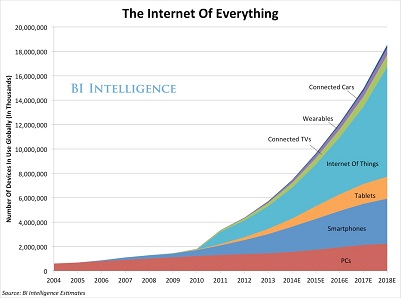 The Internet Of Everything
20,000,000
18,000,000
16,000,000
14,000,000
12,000,000
10,000,000
8,000,000
6,000,000
4,000,000
2,000,000
0
Number Of Devices In Use Globally (In Thousands)
BI INTELLIGENCE
Connected Cars
Wearables
Connected TVs
Internet Of Things
Tablets
Smartphones
PCs
2004 2005 2006 2007 2008 2009 2010 2011 2012 2013E 2014E 2015E 2016E 2017E 2018E
Source: BI Intelligence Estimates